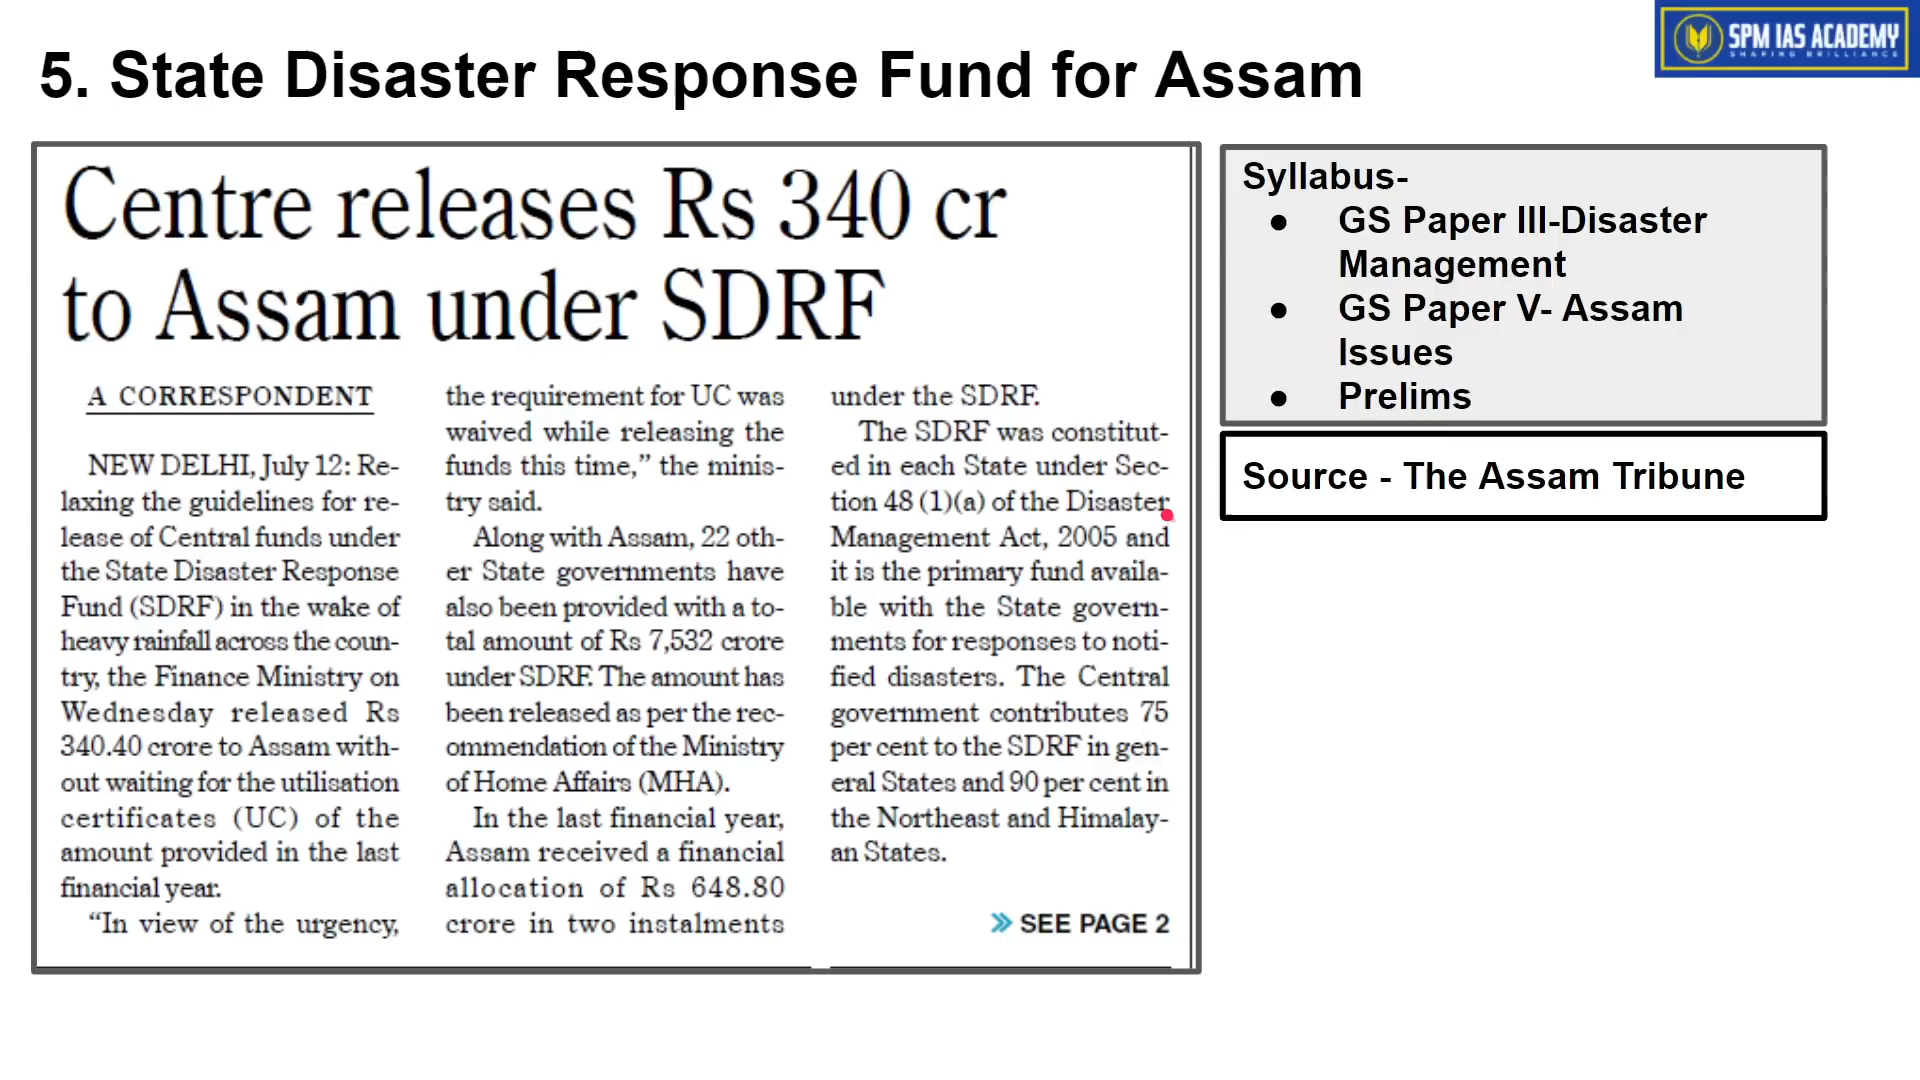 5. State Disaster Response Fund for Assam
SPM IAS ACADEMY
SHAPING BRILLIANCE
Centre releases Rs 340 cr
to Assam under SDRF
A CORRESPONDENT
NEW DELHI, July 12: Re-
laxing the guidelines for re-
lease of Central funds under
the State Disaster Response
Fund (SDRF) in the wake of
heavy rainfall across the coun-
try, the Finance Ministry on
Wednesday released Rs
340.40 crore to Assam with-
out waiting for the utilisation
certificates (UC) of the
amount provided in the last
financial year.
“In view of the urgency,
the requirement for UC was
waived while releasing the
funds this time,” the minis-
try said.
Along with Assam, 22 oth-
er State governments have
also been provided with a to-
tal amount of Rs 7,532 crore
under SDRF. The amount has
been released as per the rec-
ommendation of the Ministry
of Home Affairs (MHA).
In the last financial year,
Assam received a financial
allocation of Rs 648.80
crore in two instalments
under the SDRF.
The SDRF was constitut-
ed in each State under Sec-
tion 48 (1)(a) of the Disaster
Management Act, 2005 and
it is the primary fund availa-
ble with the State govern-
ments for responses to noti-
fied disasters. The Central
government contributes 75
per cent to the SDRF in gen-
eral States and 90 per cent in
the Northeast and Himalay-
an States.
» SEE PAGE 2
Syllabus-
● GS Paper III-Disaster
Management
● GS Paper V- Assam
Issues
● Prelims
Source - The Assam Tribune